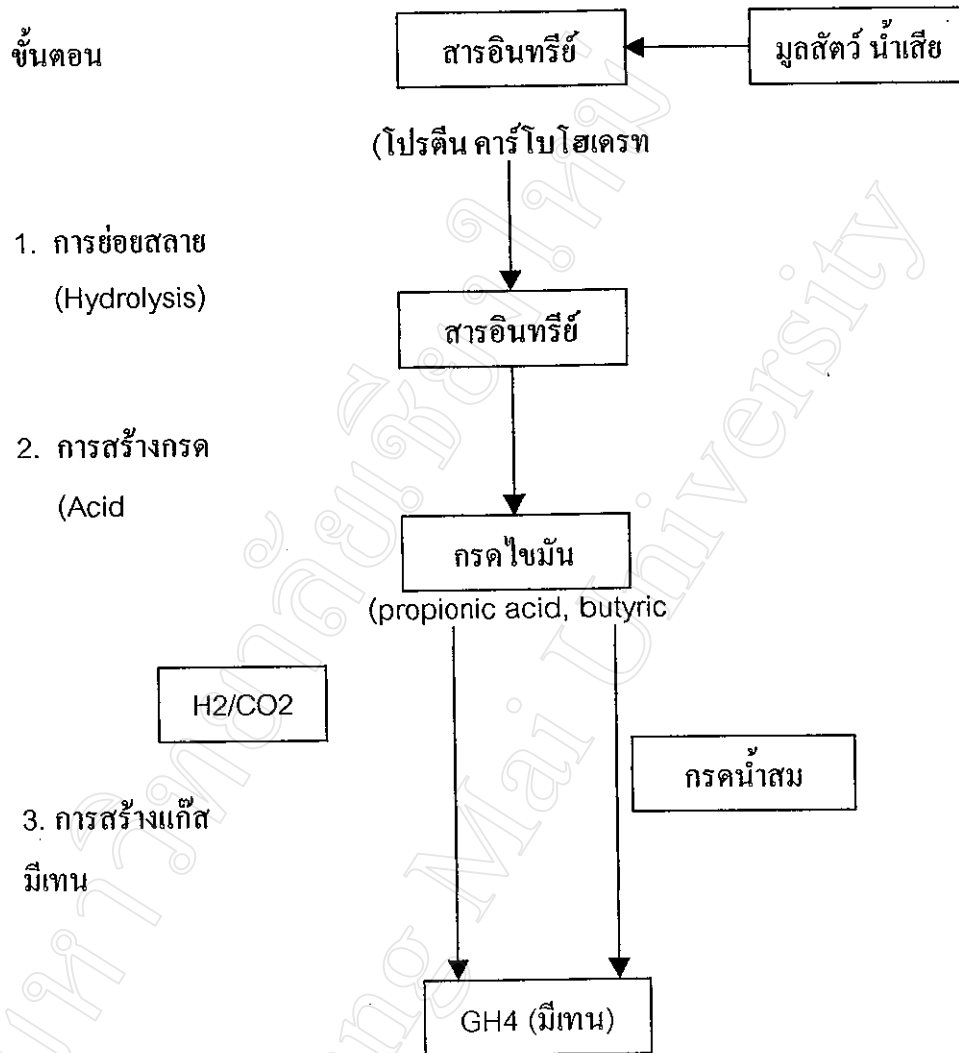 ขั้นตอน
สารอินทรีย์
มูลสัตว์ น้ำเสีย
(โปรตีน คาร์โบโฮเดรท
1. การย่อยสลาย
(Hydrolysis)
สารอินทรีย์
2. การสร้างกรด
(Acid
กรดไขมัน
(propionic acid, butyric
H2/CO2
กรดน้ำสม
3. การสร้างแก๊ส
มีเทน
GH4 (มีเทน)
Mai University